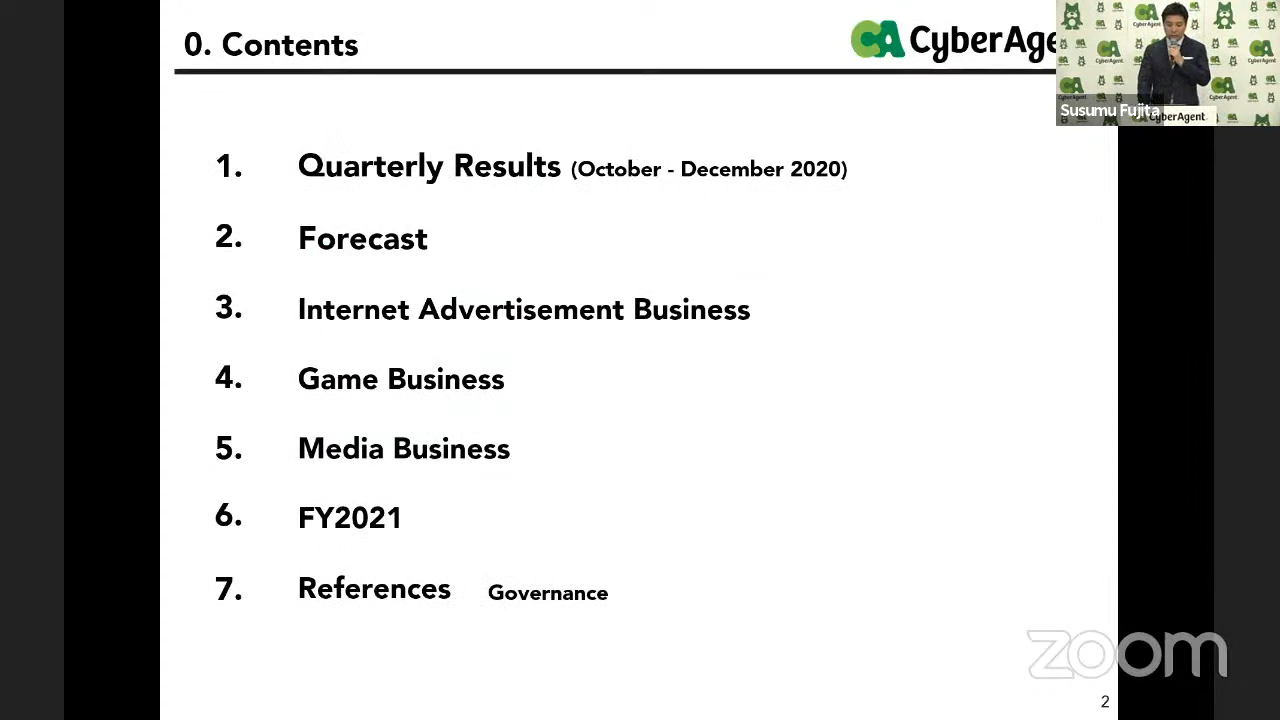 0. Contents
CyberAge
Susumu Fujita
CyberAgent
1. Quarterly Results (October - December 2020)
2. Forecast
3. Internet Advertisement Business
4. Game Business
5. Media Business
6. FY2021
7. References Governance
zoom
2